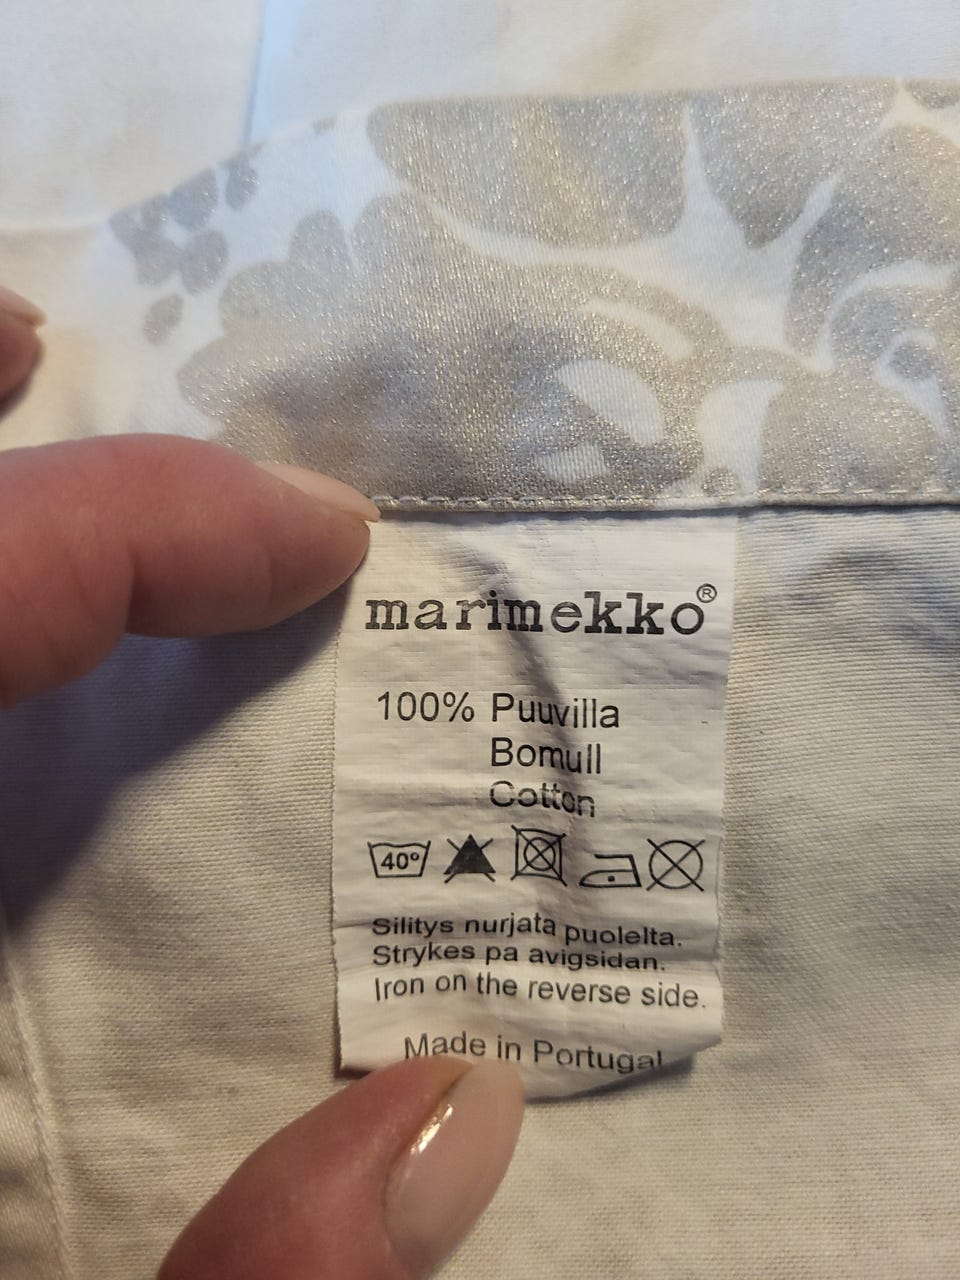 marimekko®
100% Puuvilla
Bomull
Cotton
40°
Silitys nurjata puolelta.
Strykes pa avigsidan.
Iron on the reverse side.
Made in Portugal